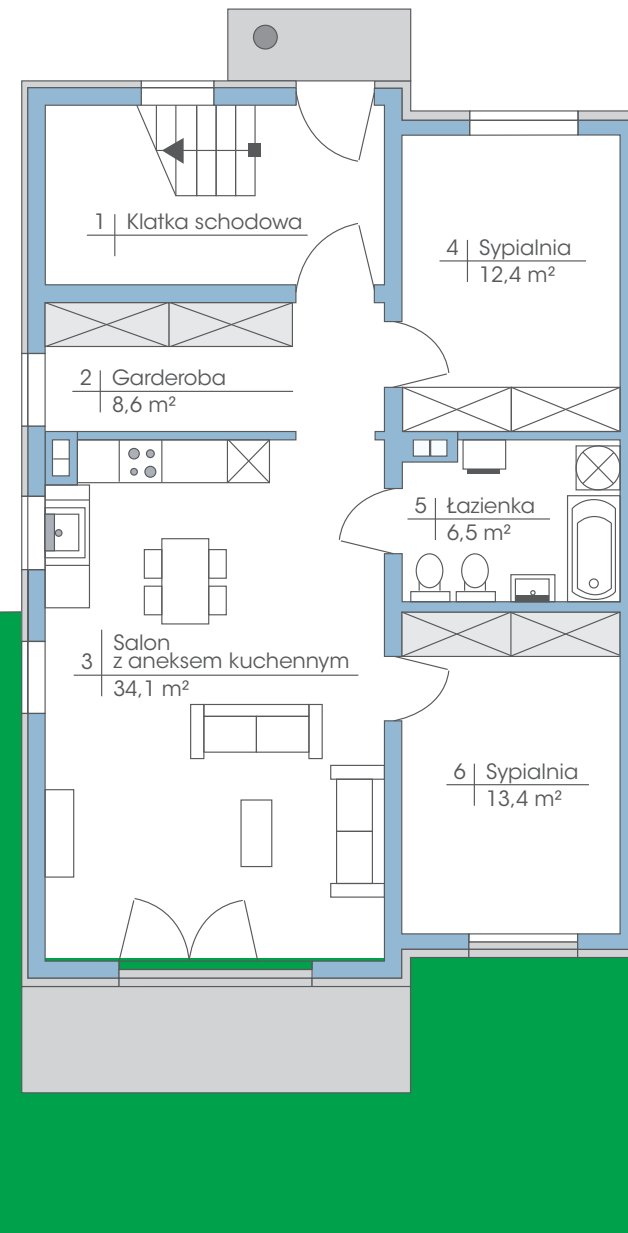 1 Klatka schodowa
4 Sypialnia
12,4 m²
2 Garderoba
8,6 m²
5 Łazienka
6,5 m²
3 Salon
z aneksem kuchennym
34,1 m²
6 Sypialnia
13,4 m²